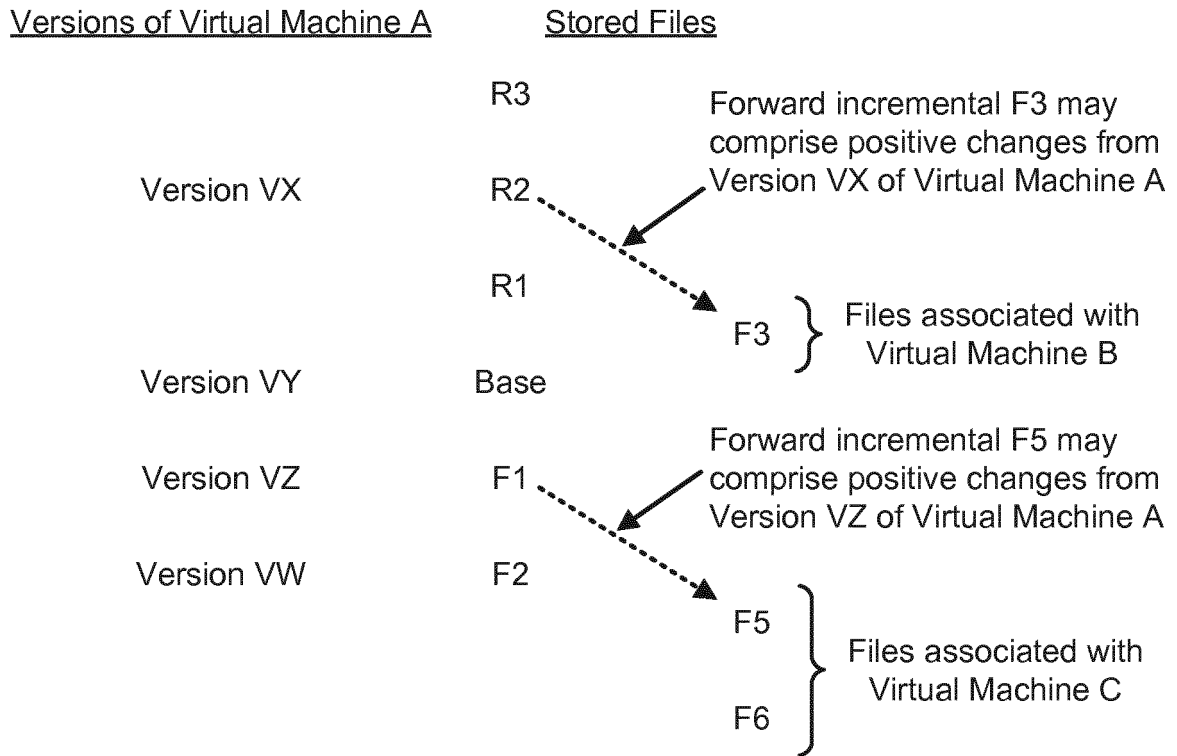 Versions of Virtual Machine A
Stored Files
R3
Forward incremental F3 may
comprise positive changes from
Version VX of Virtual Machine A
Version VX
R2
R1
F3
Files associated with
Virtual Machine B
Version VY
Base
Forward incremental F5 may
comprise positive changes from
Version VZ of Virtual Machine A
Version VZ
F1
Version VW
F2
F5
Files associated with
Virtual Machine C
F6